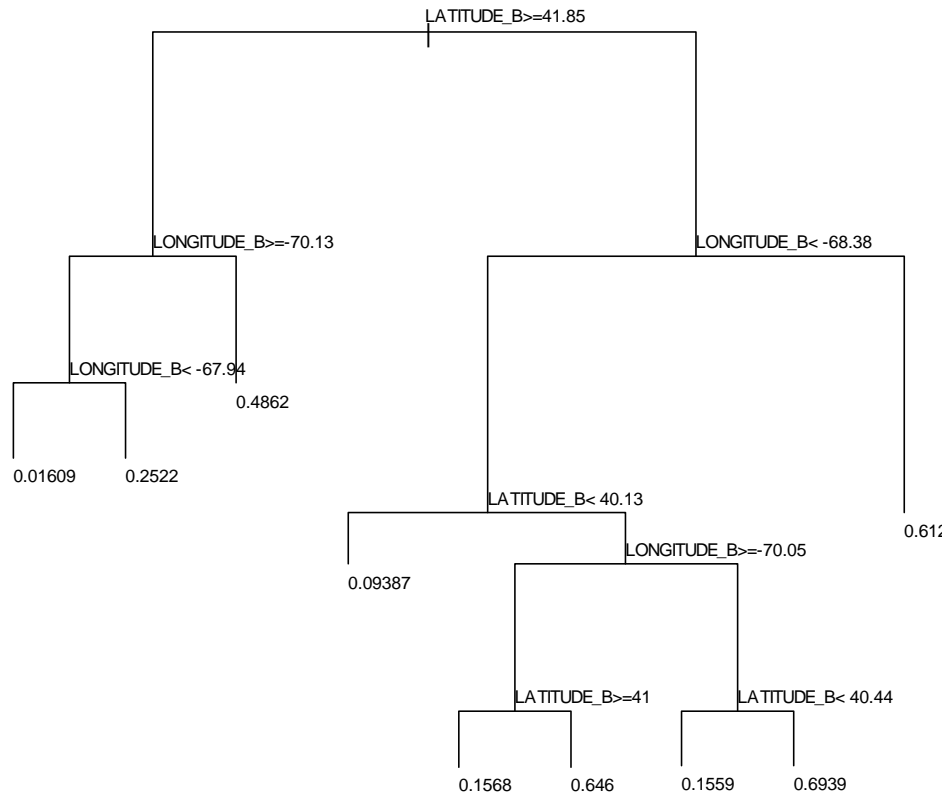 LATITUDE_B>=41.85
LONGITUDE_B>=-70.13
LONGITUDE_B< -68.38
LONGITUDE_B< -67.94
0.4862
0.01609
0.2522
LATITUDE_B< 40.13
0.612
LONGITUDE_B>=-70.05
0.09387
LATITUDE_B>=41
LATITUDE_B< 40.44
0.1568
0.646
0.1559
0.6939